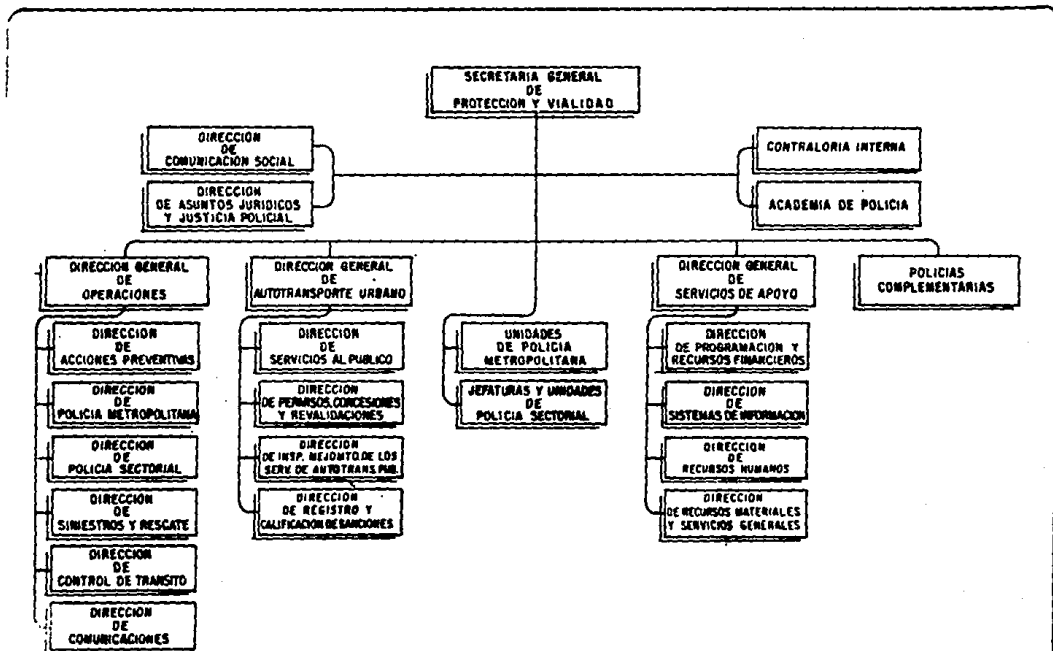 SECRETARIA GENERAL
DE
PROTECCION Y VIALIDAD
DIRECCION
DE
COMUNICACION SOCIAL
CONTRALORIA INTERNA
DIRECCION
DE ASUNTOS JURIDICOS
Y JUSTICIA POLICIAL
ACADEMIA DE POLICIA
DIRECCION GENERAL
DE
OPERACIONES
DIRECCION GENERAL
DE
AUTOTRANSPORTE URBANO
DIRECCION GENERAL
DE
SERVICIOS DE APOYO
POLICIAS
COMPLEMENTARIAS
DIRECCION
DE
ACCIONES PREVENTIVAS
DIRECCION
DE
POLICIA METROPOLITANA
DIRECCION
DE
POLICIA SECTORIAL
DIRECCION
DE
SINIESTROS Y RESCATE
DIRECCION
DE
CONTROL DE TRANSITO
DIRECCION
DE
COMUNICACIONES
DIRECCION
DE
SERVICIOS AL PUBLICO
DIRECCION
DE PERMISOS, CONCESIONES
Y REVALIDACIONES
DIRECCION
DE INSP. MEJOMTO. DE LOS
SERV. DE AUTOTRANS. PUB.
DIRECCION
DE REGISTRO Y
CALIFICACION DE SANCIONES
UNIDADES
DE POLICIA
METROPOLITANA
JEFATURAS Y UNIDADES
DE
POLICIA SECTORIAL
DIRECCION
DE PROGRAMACION Y
RECURSOS FINANCIEROS
DIRECCION
DE
SISTEMAS DE INFORMACION
DIRECCION
DE
RECURSOS HUMANOS
DIRECCION
DE RECURSOS MATERIALES
Y SERVICIOS GENERALES